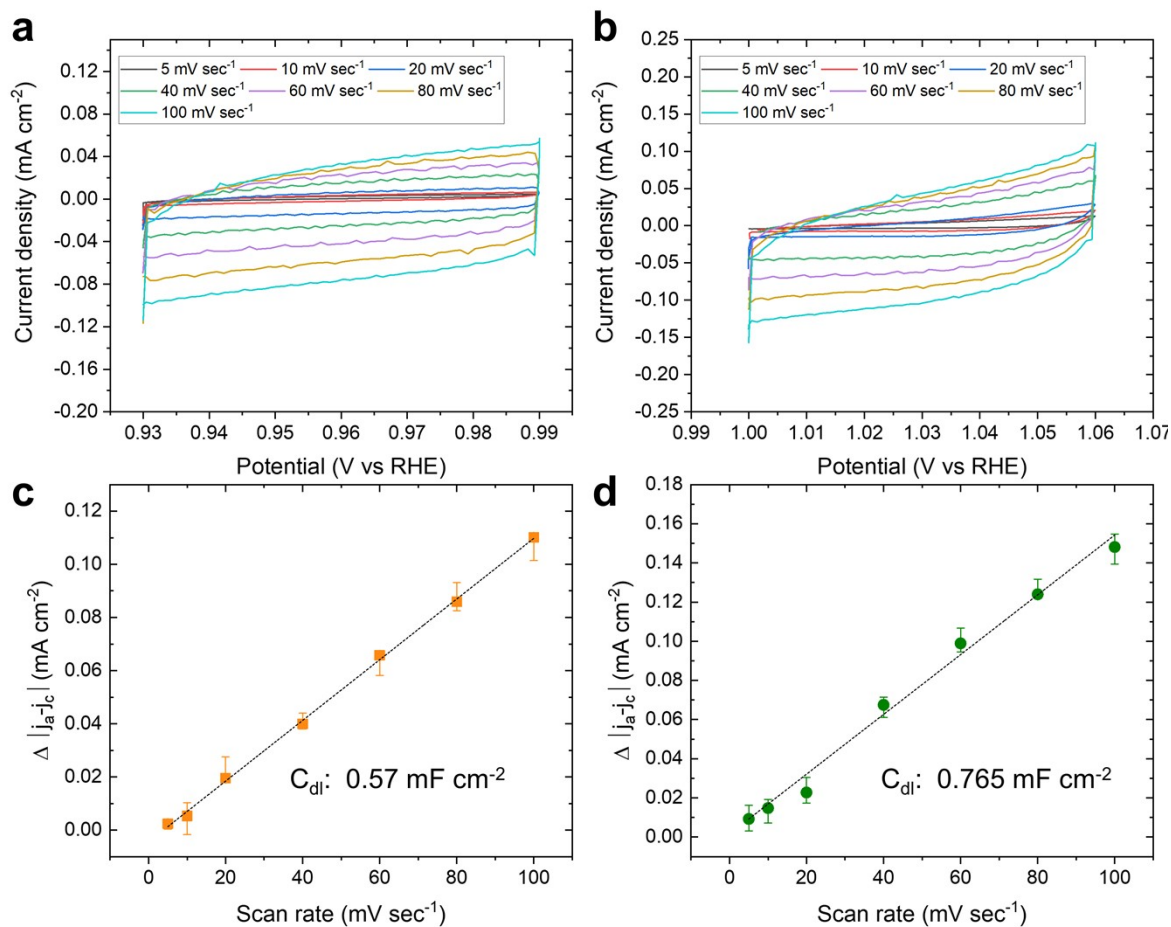 a
0.12
0.08
0.04
0.00
-0.04
-0.08
-0.12
-0.16
-0.20
Current density (mA cm-2)
5 mV sec-1 10 mV sec-1 20 mV sec-1
40 mV sec-1 60 mV sec-1 80 mV sec-1
100 mV sec-1
0.93 0.94 0.95 0.96 0.97 0.98 0.99
Potential (V vs RHE)
b
0.25
0.20
0.15
0.10
0.05
0.00
-0.05
-0.10
-0.15
-0.20
-0.25
Current density (mA cm-2)
5 mV sec-1 10 mV sec-1 20 mV sec-1
40 mV sec-1 60 mV sec-1 80 mV sec-1
100 mV sec-1
0.99 1.00 1.01 1.02 1.03 1.04 1.05 1.06 1.07
Potential (V vs RHE)
c
0.12
0.10
0.08
0.06
0.04
0.02
0.00
Δ |ja-jc| (mA cm-2)
Cdl: 0.57 mF cm-2
0 20 40 60 80 100
Scan rate (mV sec-1)
d
0.18
0.16
0.14
0.12
0.10
0.08
0.06
0.04
0.02
0.00
Δ |ja-jc| (mA cm-2)
Cdl: 0.765 mF cm-2
0 20 40 60 80 100
Scan rate (mV sec-1)